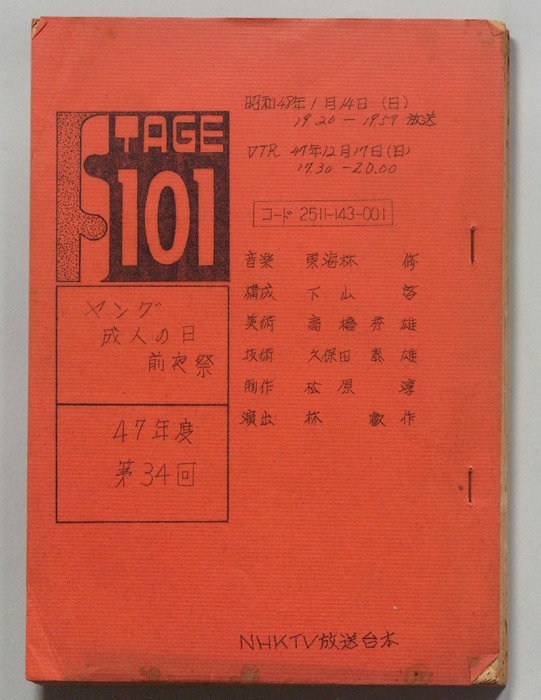 昭和48年1月14日(日)
19.20-1959 放送
VTR 47年12月17日(日)
17.30-20.00
STAGE
101
コード 2511-143-001
音楽 東海林 修
構成 下山 啓
美術 高橋秀雄
技術 久保田泰雄
制作 松原 淳
演出 林 叡作
ヤング
成人の日
前夜祭
47年度
第34回
NHKTV放送台本